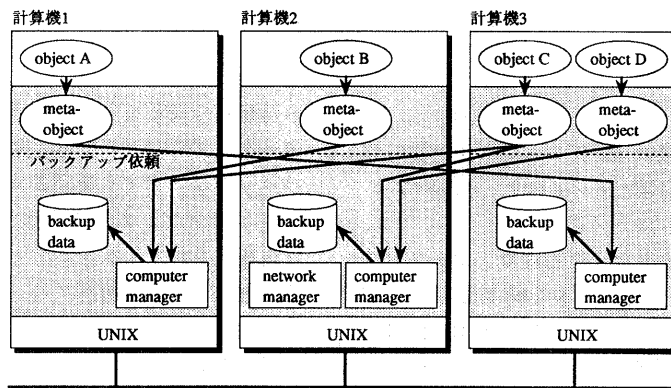 計算機1
計算機2
計算機3
object A
object B
object C
object D
meta-
object
meta-
object
meta-
object
meta-
object
バックアップ依頼
backup
data
backup
data
backup
data
computer
manager
network
manager
computer
manager
computer
manager
UNIX
UNIX
UNIX